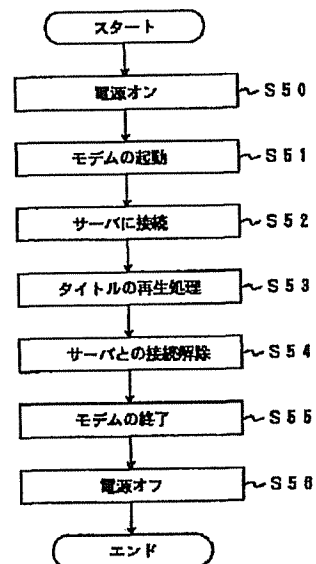 スタート
電源オン
S50
モデムの起動
S51
サーバに接続
S52
タイトルの再生処理
S53
サーバとの接続解除
S54
モデムの終了
S55
電源オフ
S56
エンド